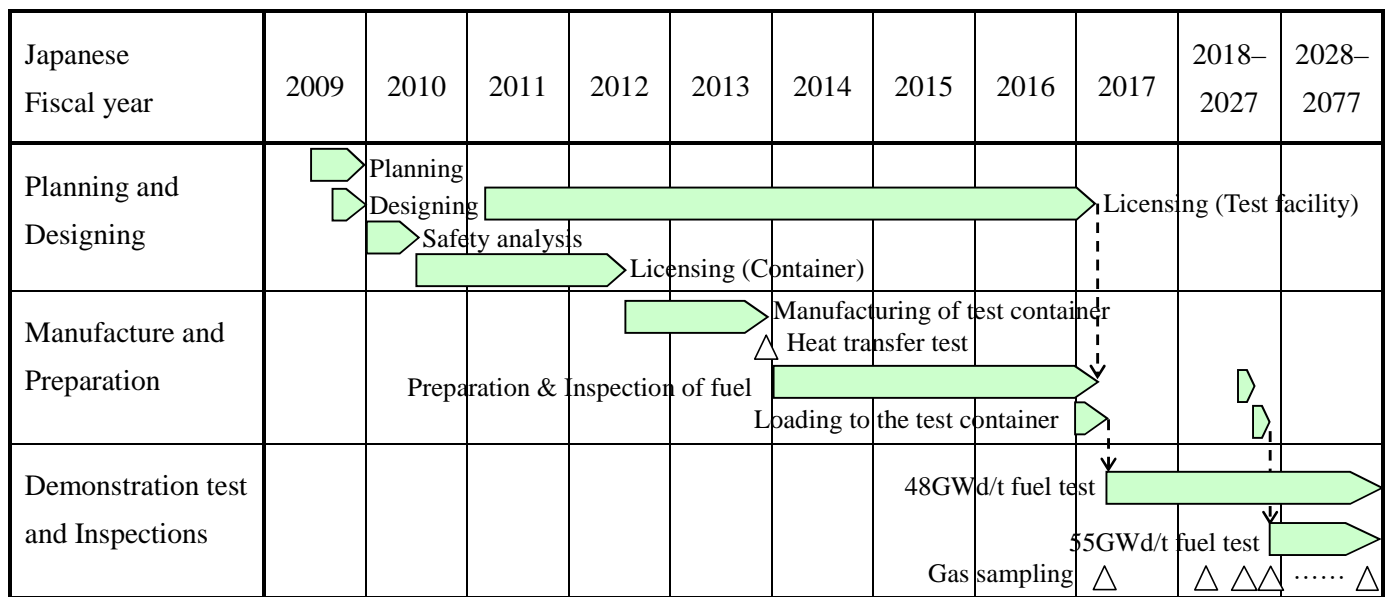 Japanese
Fiscal year
2009
2010
2011
2012
2013
2014
2015
2016
2017
2018–
2027
2028–
2077
Planning and
Designing
Planning
Designing
Licensing (Test facility)
Safety analysis
Licensing (Container)
Manufacture and
Preparation
Manufacturing of test container
Heat transfer test
Preparation & Inspection of fuel
Loading to the test container
Demonstration test
and Inspections
48GWd/t fuel test
55GWd/t fuel test
Gas sampling
……